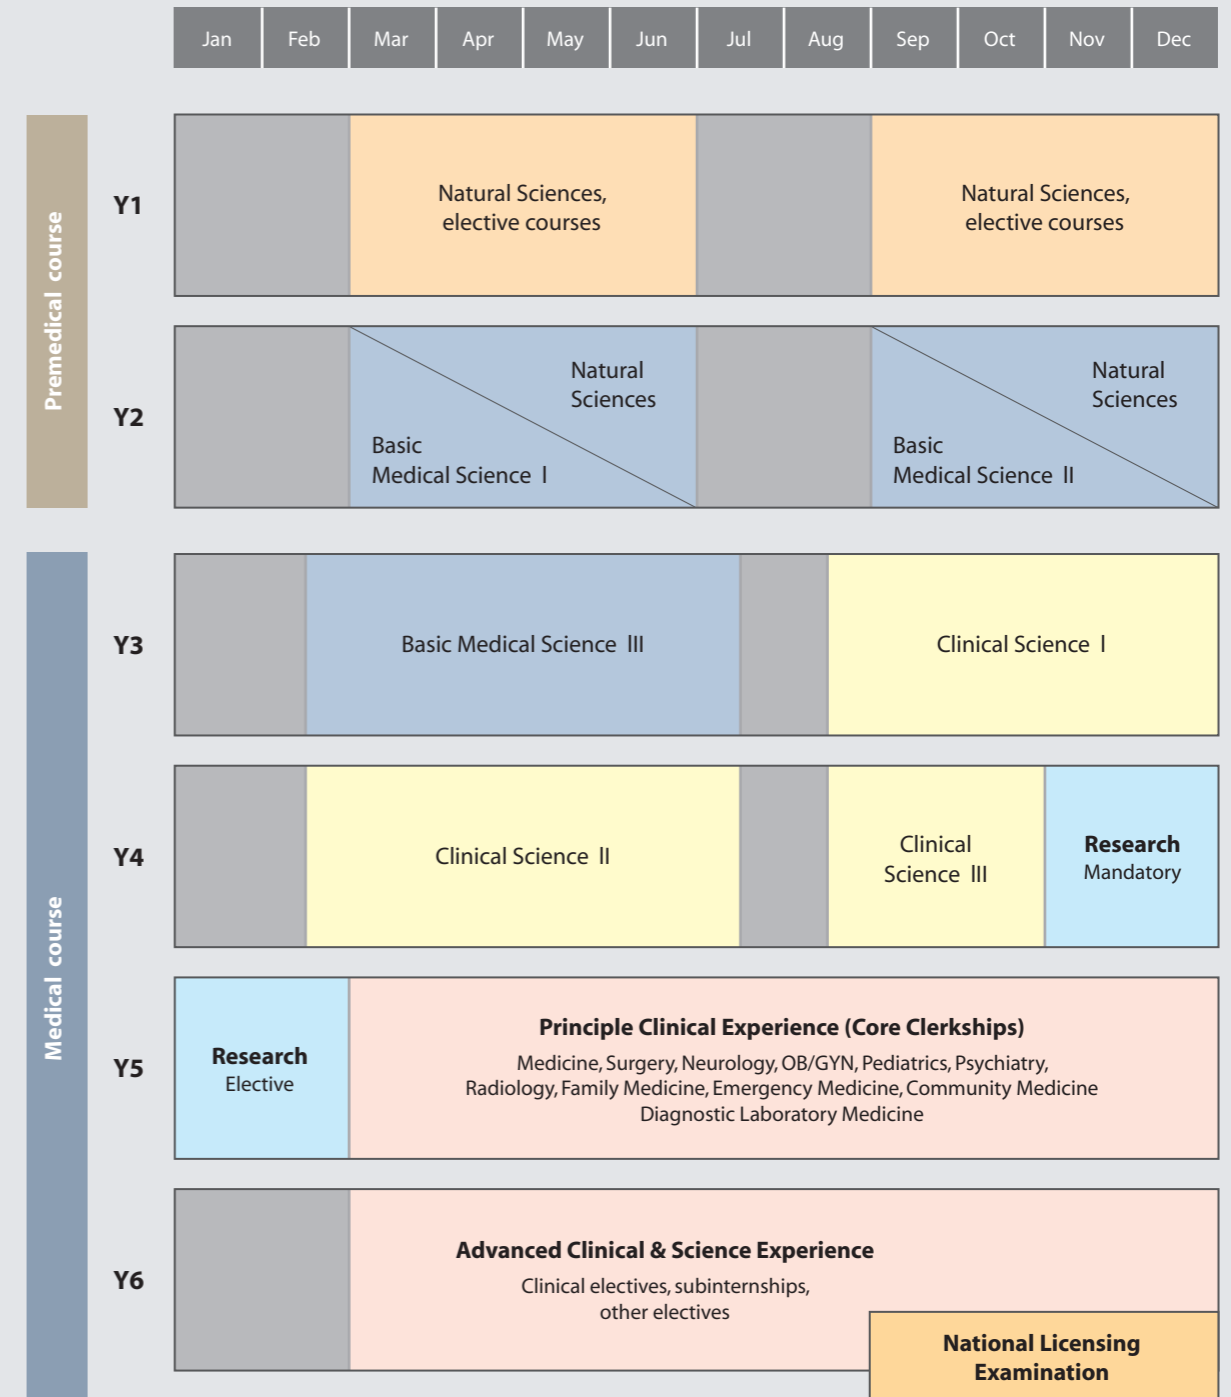 Jan Feb Mar Apr May Jun Jul Aug Sep Oct Nov Dec
Premedical course
Y1
Natural Sciences,
elective courses
Natural Sciences,
elective courses
Y2
Natural
Sciences
Basic
Medical Science I
Natural
Sciences
Basic
Medical Science II
Medical course
Y3
Basic Medical Science III
Clinical Science I
Y4
Clinical Science II
Clinical
Science III
Research
Mandatory
Y5
Research
Elective
Principle Clinical Experience (Core Clerkships)
Medicine, Surgery, Neurology, OB/GYN, Pediatrics, Psychiatry,
Radiology, Family Medicine, Emergency Medicine, Community Medicine
Diagnostic Laboratory Medicine
Y6
Advanced Clinical & Science Experience
Clinical electives, subinternships,
other electives
National Licensing
Examination